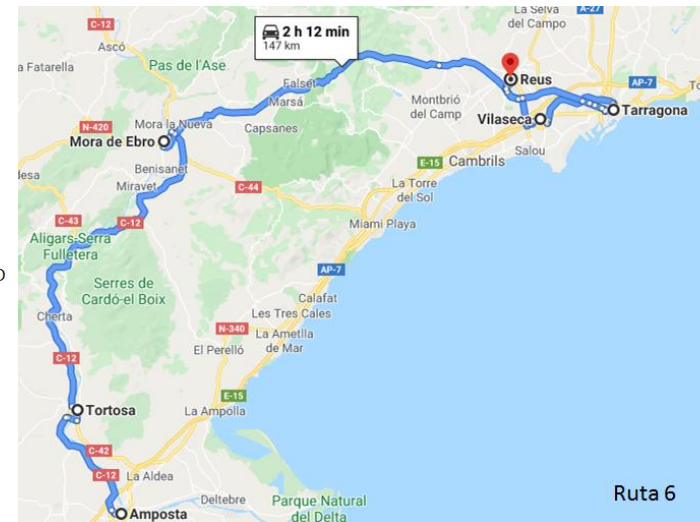 La Selva
del Campo
A-27
C-12
Ascó
a Fatarella
Pas de l'Ase
2 h 12 min
147 km
Falset
Marsá
Reus
AP-7
Tarragona
Montbrió
del Camp
Vilaseca
Salou
N-420
Mora la Nueva
Mora de Ebro
Capsanes
E-15
Cambrils
Benisanet
Miravet
C-44
La Torre
del Sol
desa
C-43
C-12
Miami Playa
Aligars-Serra
Fulletera
AP-7
Serres de
Cardó-el Boix
Calafat
Les Tres Cales
Cherta
N-340
La Ametlla
de Mar
El Perelló
C-12
E-15
Tortosa
La Ampolla
C-42
C-12
La Aldea
Deltebre
Parque Natural
del Delta
Amposta
Ruta 6